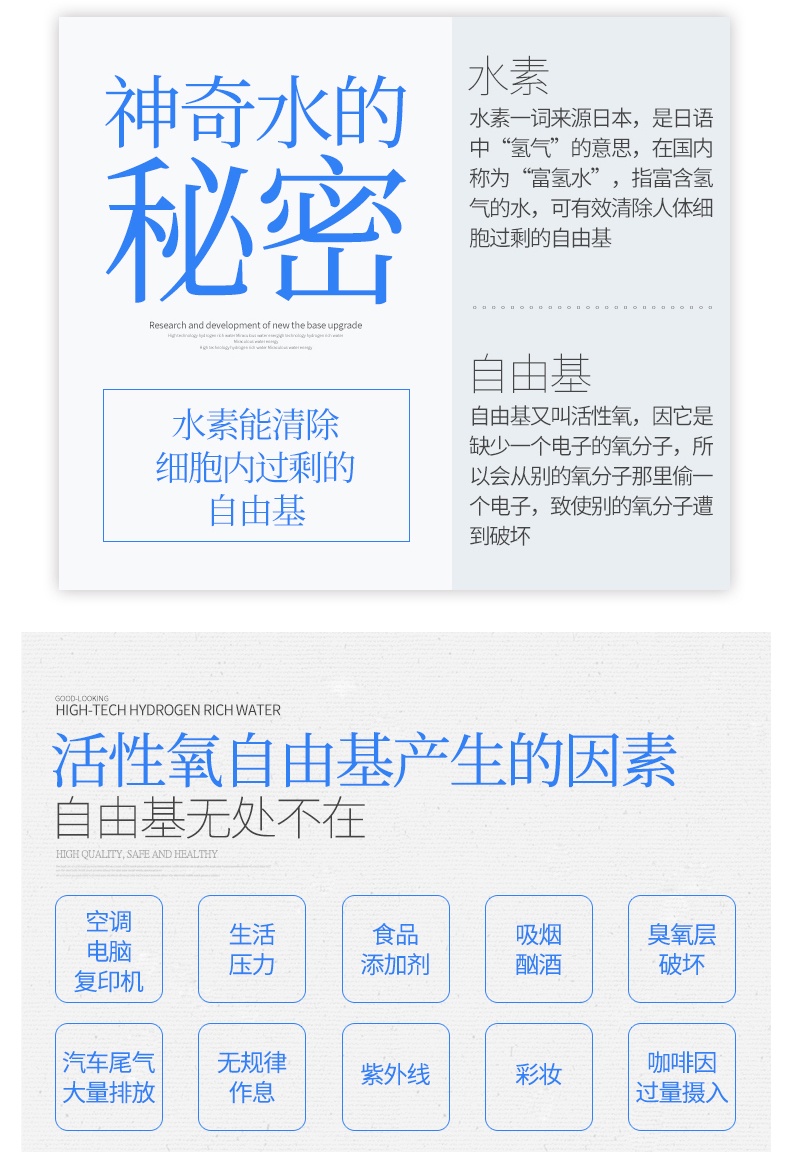 神奇水的
秘密
Research and development of new the base upgrade
水素能清除
细胞内过剩的
自由基
水素
水素一词来源日本，是日语
中“氢气”的意思，在国内
称为“富氢水”，指富含氢
气的水，可有效清除人体细
胞过剩的自由基
自由基
自由基又叫活性氧，因它是
缺少一个电子的氧分子，所
以会从别的氧分子那里偷一
个电子，致使别的氧分子遭
到破坏
GOOD-LOOKING
HIGH-TECH HYDROGEN RICH WATER
活性氧自由基产生的因素
自由基无处不在
HIGH QUALITY, SAFE AND HEALTHY
空调
电脑
复印机
生活
压力
食品
添加剂
吸烟
酗酒
臭氧层
破坏
汽车尾气
大量排放
无规律
作息
紫外线
彩妆
咖啡因
过量摄入